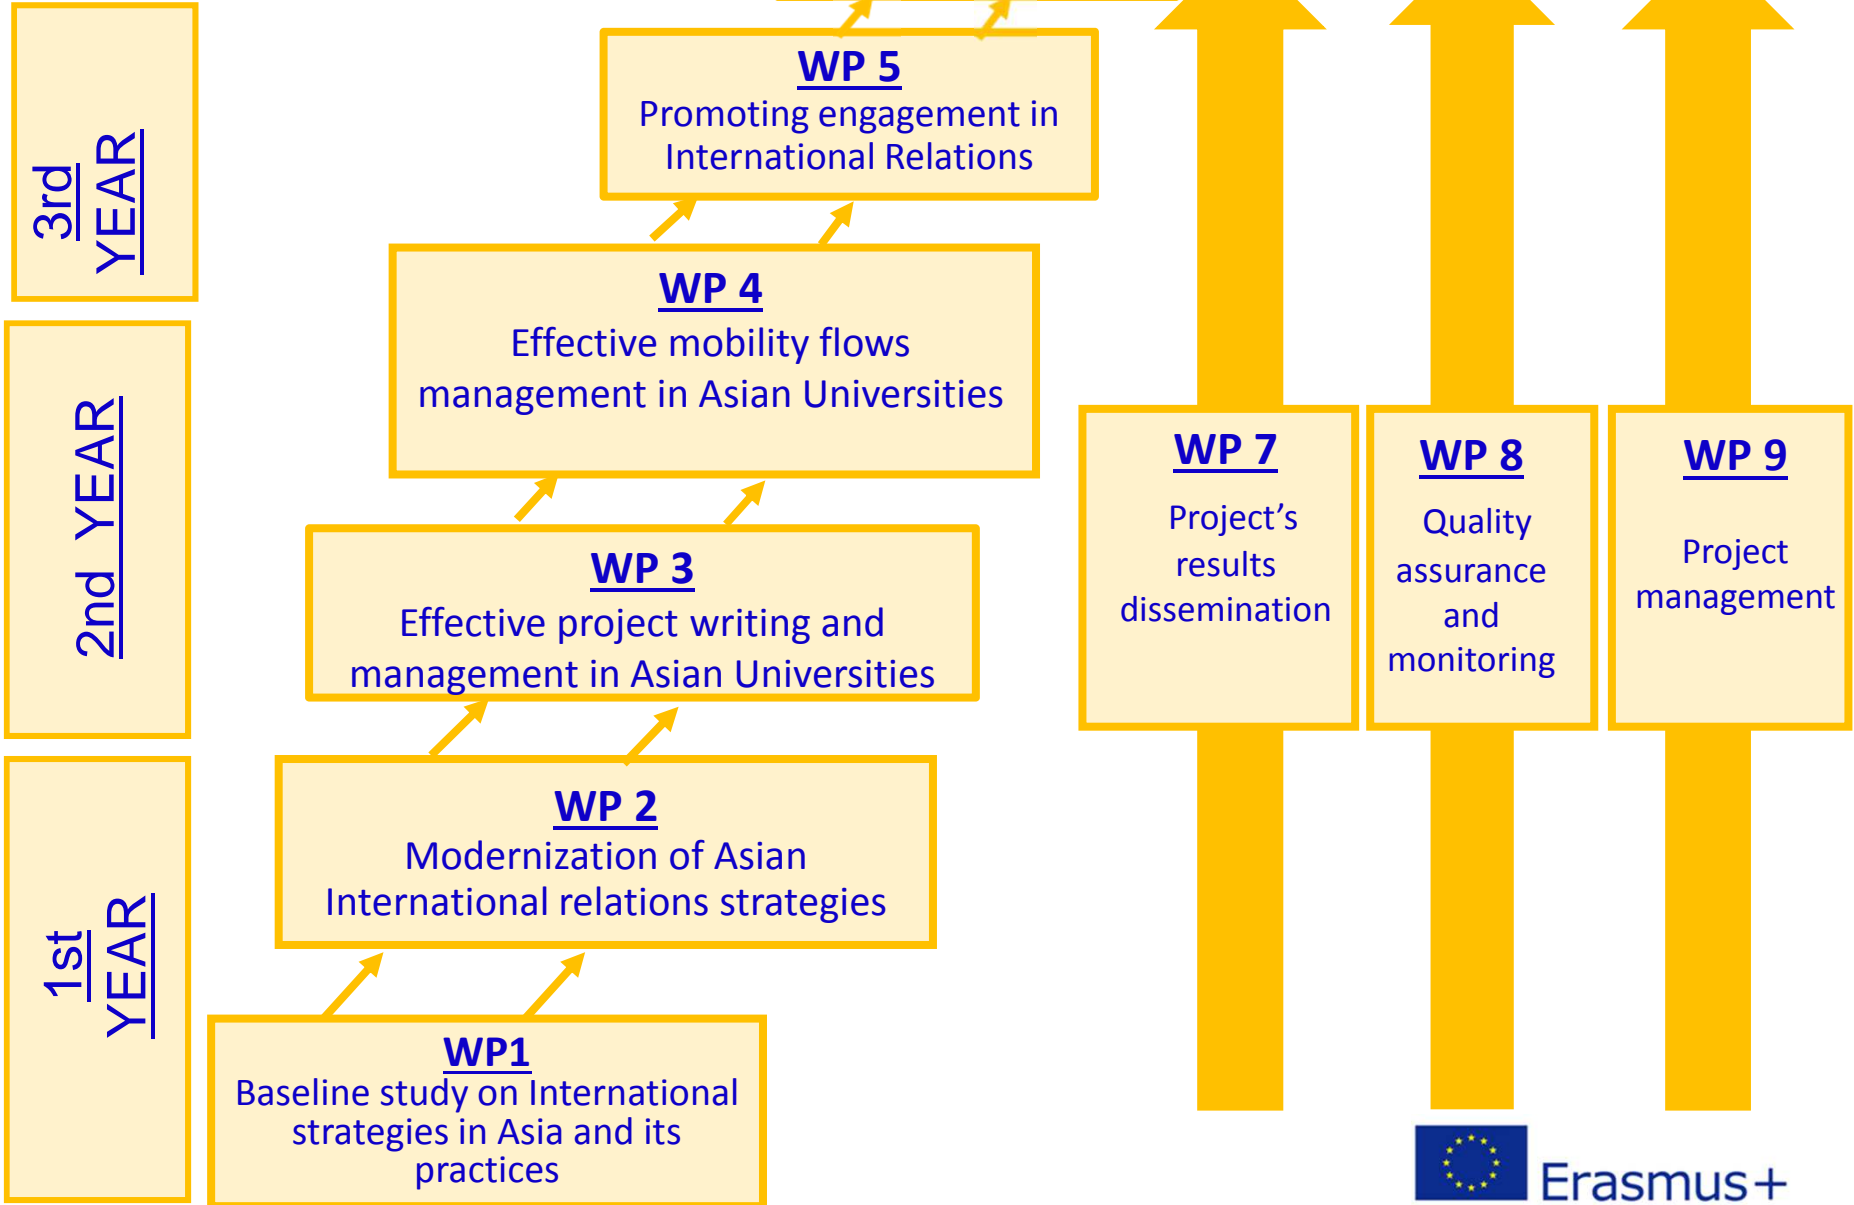 3rd
YEAR
WP 5
Promoting engagement in
International Relations
WP 4
Effective mobility flows
management in Asian Universities
2nd YEAR
WP 3
Effective project writing and
management in Asian Universities
WP 7
Project’s
results
dissemination
WP 8
Quality
assurance
and
monitoring
WP 9
Project
management
1st
YEAR
WP 2
Modernization of Asian
International relations strategies
WP1
Baseline study on International
strategies in Asia and its
practices
Erasmus+